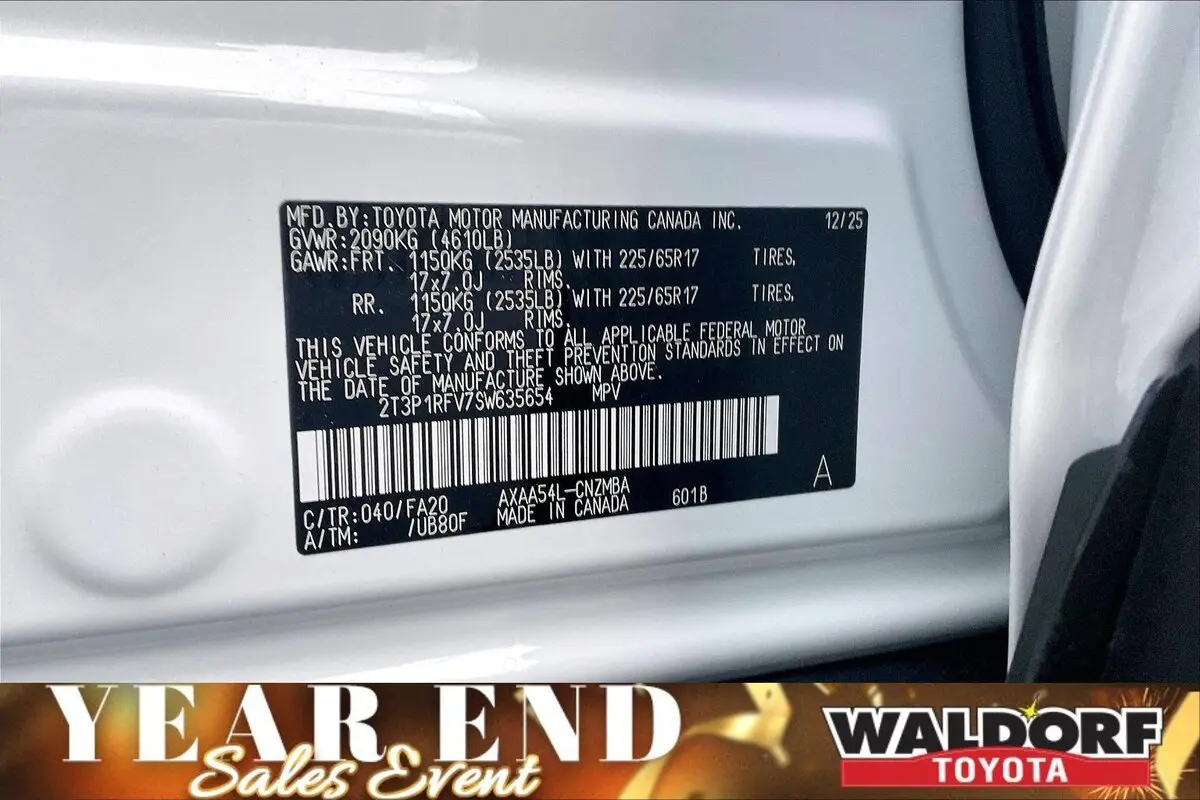 MFD.BY:TOYOTA MOTOR MANUFACTURING CANADA INC. 12/25
GVWR:2090KG (4610LB)
GAWR:FRT. 1150KG (2535LB) WITH 225/65R17 TIRES,
17x7.0J RIMS.
RR. 1150KG (2535LB) WITH 225/65R17 TIRES,
17x7.0J RIMS.
THIS VEHICLE CONFORMS TO ALL APPLICABLE FEDERAL MOTOR
VEHICLE SAFETY AND THEFT PREVENTION STANDARDS IN EFFECT ON
THE DATE OF MANUFACTURE SHOWN ABOVE.
2T3P1RFV7SW635654 MPV
C/TR:040/FA20 AXAA54L-CNZMBA 601B A
A/TM: /UB80F MADE IN CANADA
YEAR END
Sales Event
WALDORF
TOYOTA